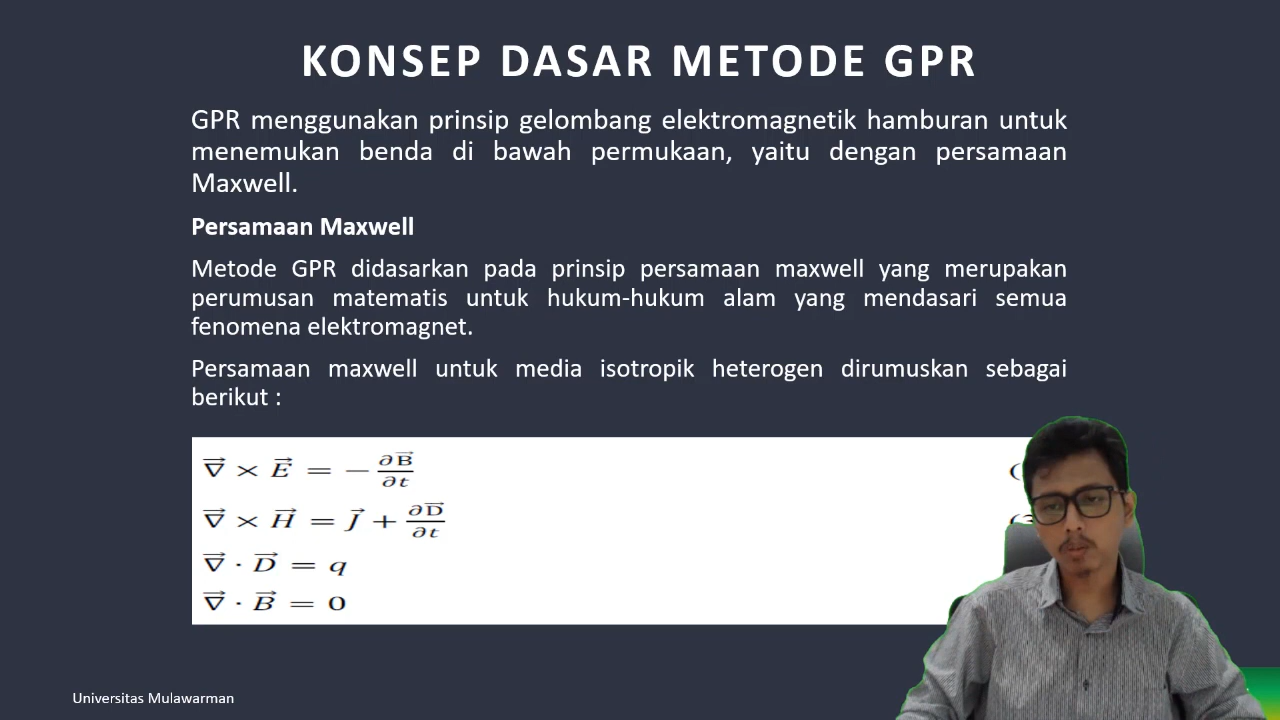 KONSEP DASAR METODE GPR
GPR menggunakan prinsip gelombang elektromagnetik hamburan untuk
menemukan benda di bawah permukaan, yaitu dengan persamaan
Maxwell.
Persamaan Maxwell
Metode GPR didasarkan pada prinsip persamaan maxwell yang merupakan
perumusan matematis untuk hukum-hukum alam yang mendasari semua
fenomena elektromagnet.
Persamaan maxwell untuk media isotropik heterogen dirumuskan sebagai
berikut :
∇⃗ × E⃗ = − ∂B⃗/∂t
∇⃗ × H⃗ = J⃗ + ∂D⃗/∂t
∇⃗ · D⃗ = q
∇⃗ · B⃗ = 0
Universitas Mulawarman